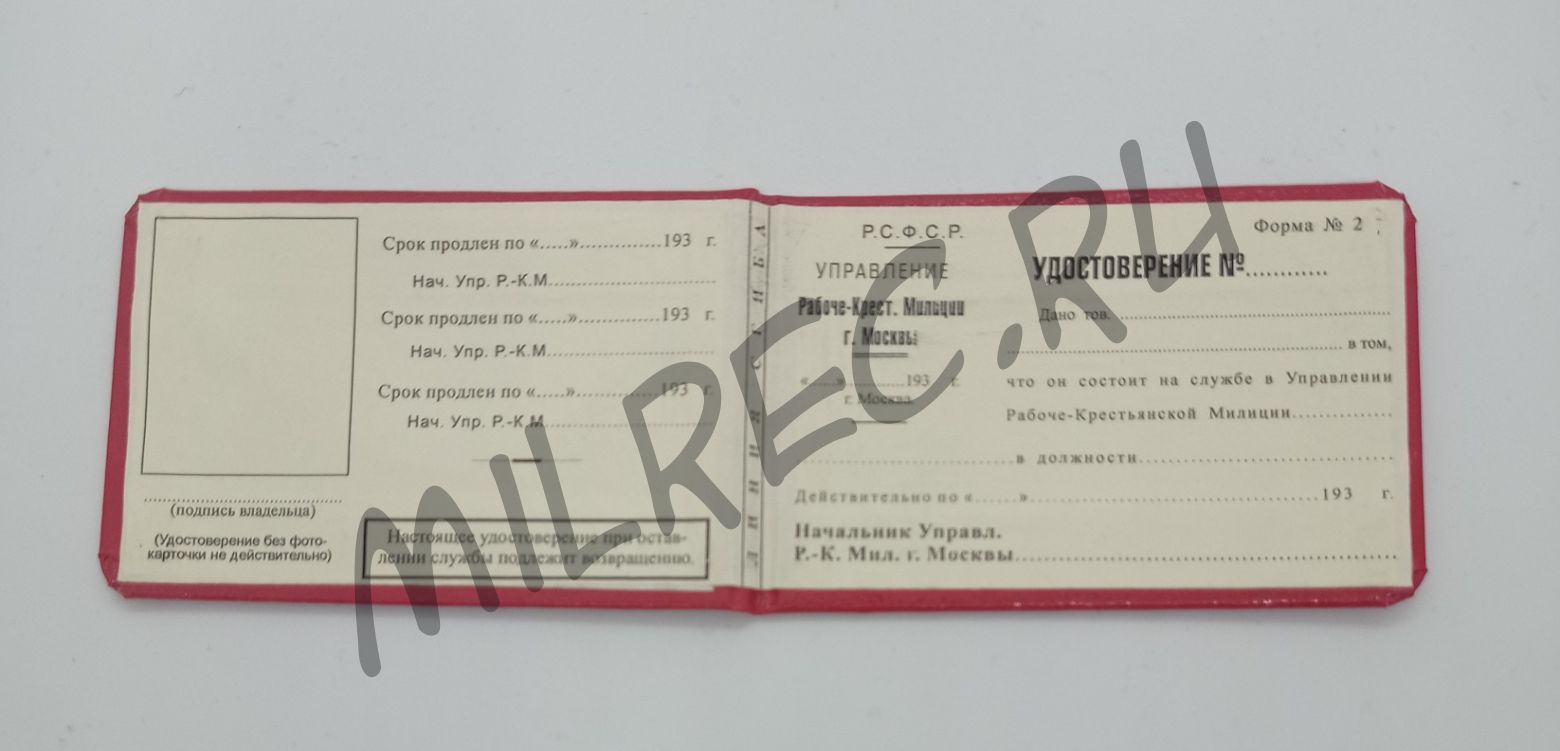 Срок продлен по «.....»..............193 г.
Нач. Упр. Р.-К.М.......................................
Срок продлен по «.....»..............193 г.
Нач. Упр. Р.-К.М.......................................
Срок продлен по «.....»..............193 г.
Нач. Упр. Р.-К.М.......................................
(подпись владельца)
(Удостоверение без фото-
карточки не действительно)
Настоящее удостоверение при остав-
лении службы подлежит возвращению.
ЛИНИЯ СГИБА
Р.С.Ф.С.Р.
УПРАВЛЕНИЕ
Рабоче-Крест. Милиции
г. Москвы
«......»............193 г.
г. Москва.
Форма № 2
УДОСТОВЕРЕНИЕ №............
Дано тов. ......................................................
.................................................................. в том,
что он состоит на службе в Управлении
Рабоче-Крестьянской Милиции..............
..............................в должности...................................
Действительно по «......»...................................193 г.
Начальник Управл.
Р.-К. Мил. г. Москвы.......................................................
MILREC.RU